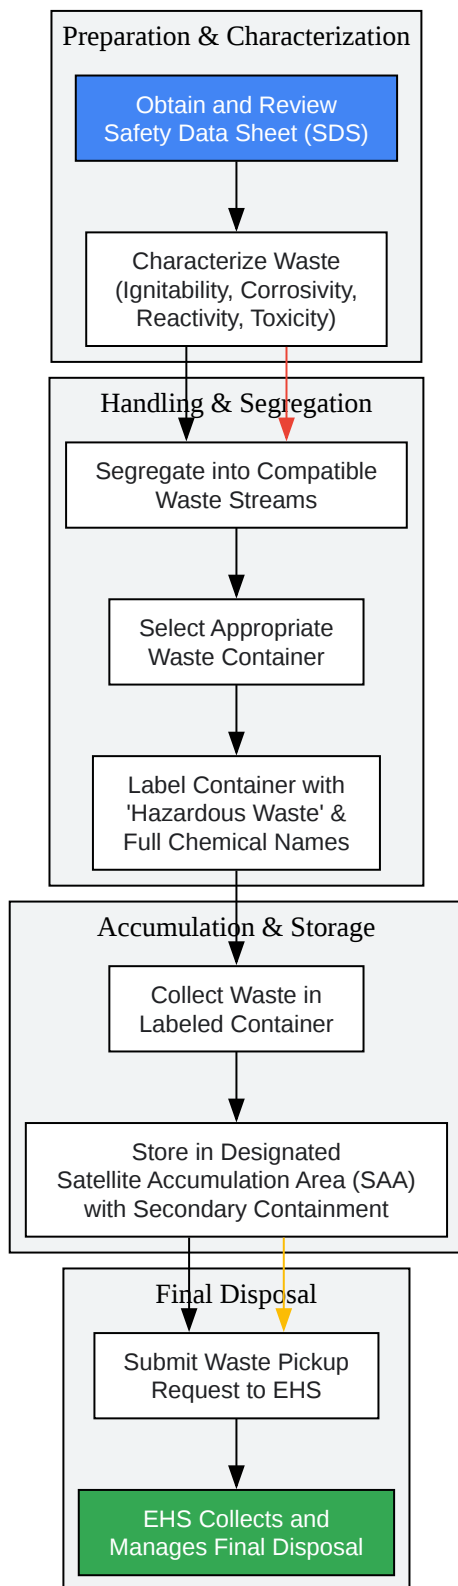 Preparation & Characterization
Obtain and Review
Safety Data Sheet (SDS)
Characterize Waste
(Ignitability, Corrosivity,
Reactivity, Toxicity)
Handling & Segregation
Segregate into Compatible
Waste Streams
Select Appropriate
Waste Container
Label Container with
'Hazardous Waste' &
Full Chemical Names
Accumulation & Storage
Collect Waste in
Labeled Container
Store in Designated
Satellite Accumulation Area (SAA)
with Secondary Containment
Final Disposal
Submit Waste Pickup
Request to EHS
EHS Collects and
Manages Final Disposal